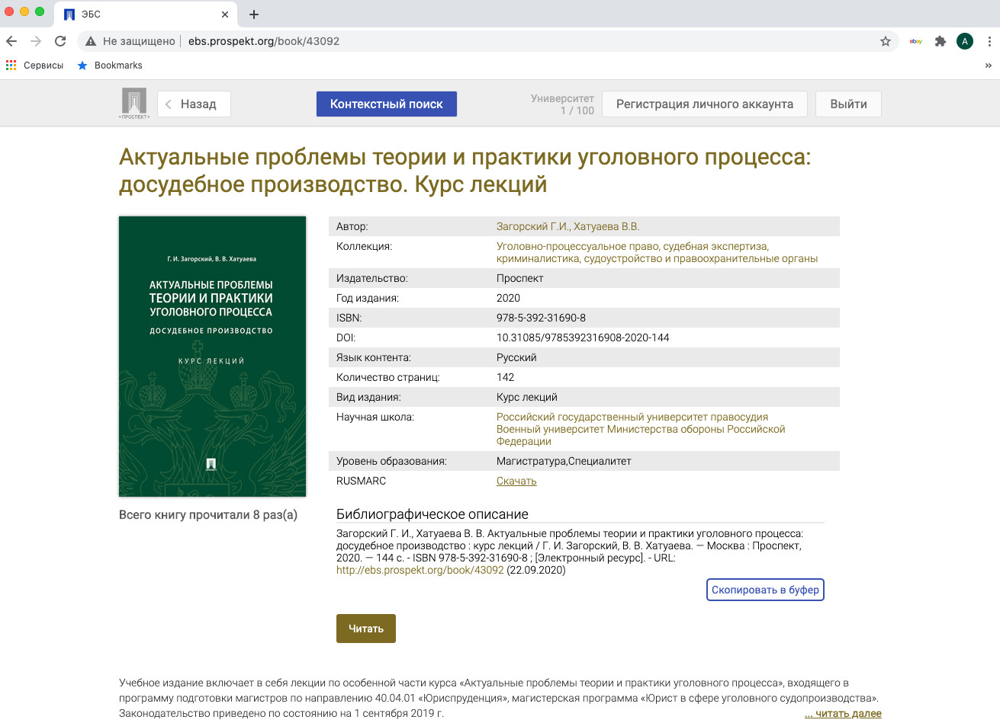 ЭБС
Не защищено
ebs.prospekt.org/book/43092
ebay
A
Сервисы
Bookmarks
•ПРОСПЕКТ•
Назад
Контекстный поиск
Университет
1 / 100
Регистрация личного аккаунта
Выйти
Актуальные проблемы теории и практики уголовного процесса:
досудебное производство. Курс лекций
Г. И. Загорский, В. В. Хатуаева
АКТУАЛЬНЫЕ ПРОБЛЕМЫ
ТЕОРИИ И ПРАКТИКИ
УГОЛОВНОГО ПРОЦЕССА
ДОСУДЕБНОЕ ПРОИЗВОДСТВО
КУРС ЛЕКЦИЙ
Всего книгу прочитали 8 раз(а)
Автор: Загорский Г.И., Хатуаева В.В.
Коллекция: Уголовно-процессуальное право, судебная экспертиза,
криминалистика, судоустройство и правоохранительные органы
Издательство: Проспект
Год издания: 2020
ISBN: 978-5-392-31690-8
DOI: 10.31085/9785392316908-2020-144
Язык контента: Русский
Количество страниц: 142
Вид издания: Курс лекций
Научная школа: Российский государственный университет правосудия
Военный университет Министерства обороны Российской
Федерации
Уровень образования: Магистратура,Специалитет
RUSMARC Скачать
Библиографическое описание
Загорский Г. И., Хатуаева В. В. Актуальные проблемы теории и практики уголовного процесса:
досудебное производство : курс лекций / Г. И. Загорский, В. В. Хатуаева. — Москва : Проспект,
2020. — 144 с. - ISBN 978-5-392-31690-8 ; [Электронный ресурс]. - URL:
http://ebs.prospekt.org/book/43092 (22.09.2020)
Скопировать в буфер
Читать
Учебное издание включает в себя лекции по особенной части курса «Актуальные проблемы теории и практики уголовного процесса», входящего в
программу подготовки магистров по направлению 40.04.01 «Юриспруденция», магистерская программа «Юрист в сфере уголовного судопроизводства».
Законодательство приведено по состоянию на 1 сентября 2019 г.
... читать далее